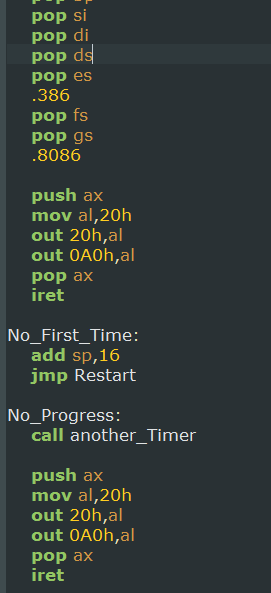 pop si
pop di
pop ds
pop es
.386
pop fs
pop gs
.8086
push ax
mov al,20h
out 20h,al
out 0A0h,al
pop ax
iret
No_First_Time:
add sp,16
jmp Restart
No_Progress:
call another_Timer
push ax
mov al,20h
out 20h,al
out 0A0h,al
pop ax
iret